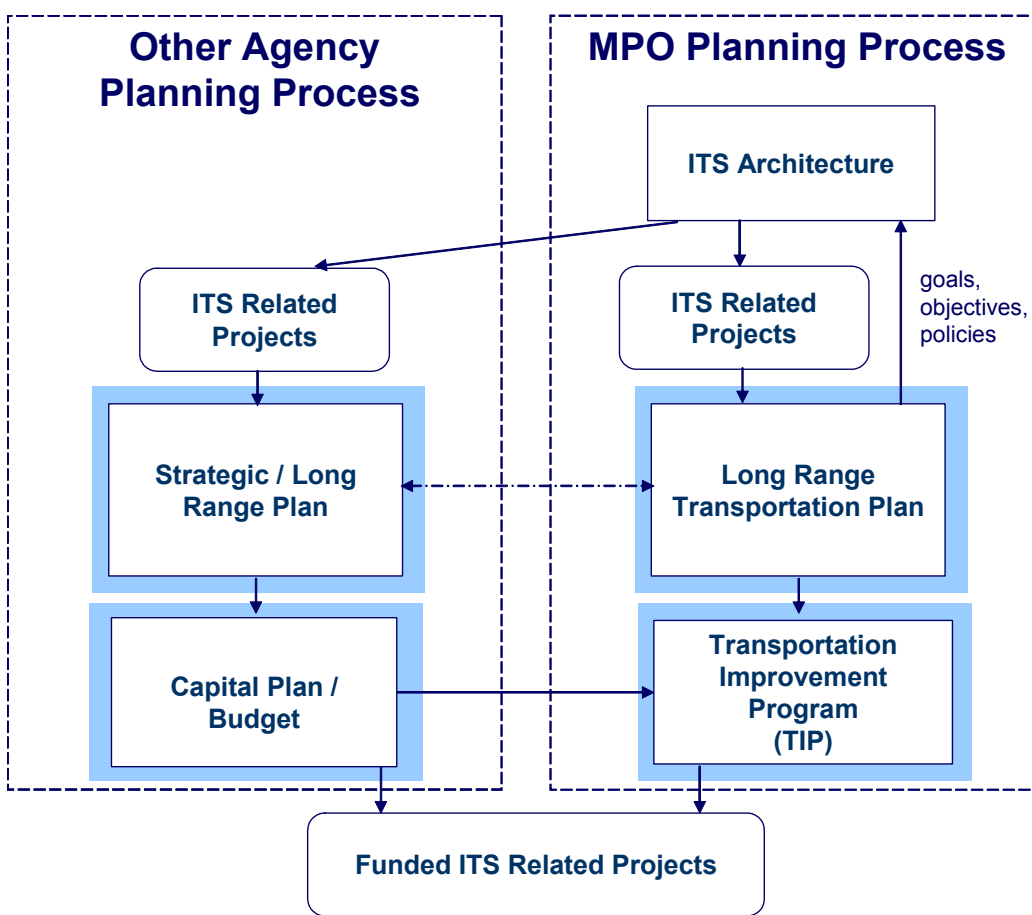 Other Agency
Planning Process
MPO Planning Process
ITS Architecture
ITS Related
Projects
ITS Related
Projects
goals,
objectives,
policies
Strategic / Long
Range Plan
Long Range
Transportation Plan
Capital Plan /
Budget
Transportation
Improvement
Program
(TIP)
Funded ITS Related Projects